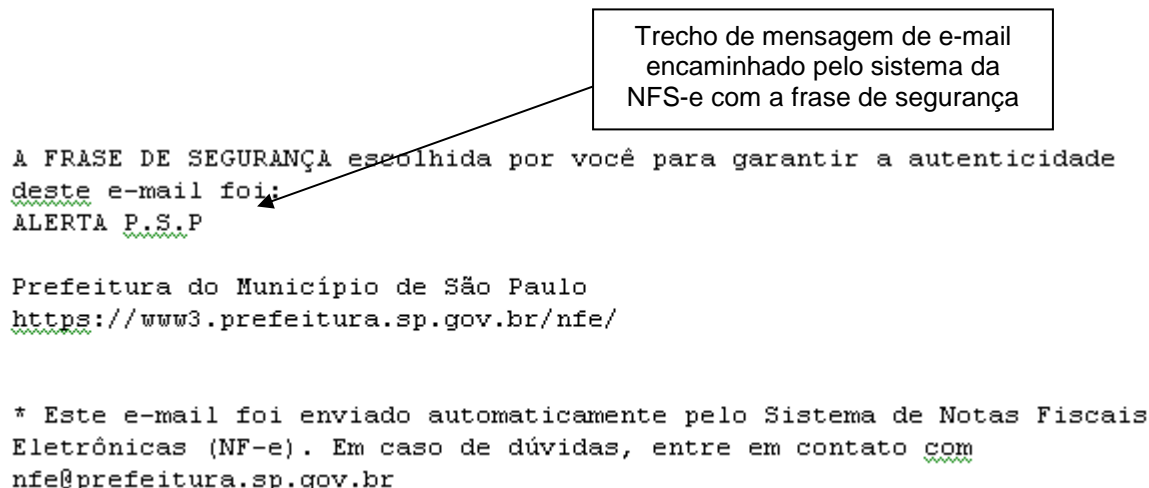 Trecho de mensagem de e-mail
encaminhado pelo sistema da
NFS-e com a frase de segurança
A FRASE DE SEGURANÇA escolhida por você para garantir a autenticidade
deste e-mail foi:
ALERTA P.S.P
Prefeitura do Município de São Paulo
https://www3.prefeitura.sp.gov.br/nfe/
* Este e-mail foi enviado automaticamente pelo Sistema de Notas Fiscais
Eletrônicas (NF-e). Em caso de dúvidas, entre em contato com
nfe@prefeitura.sp.gov.br